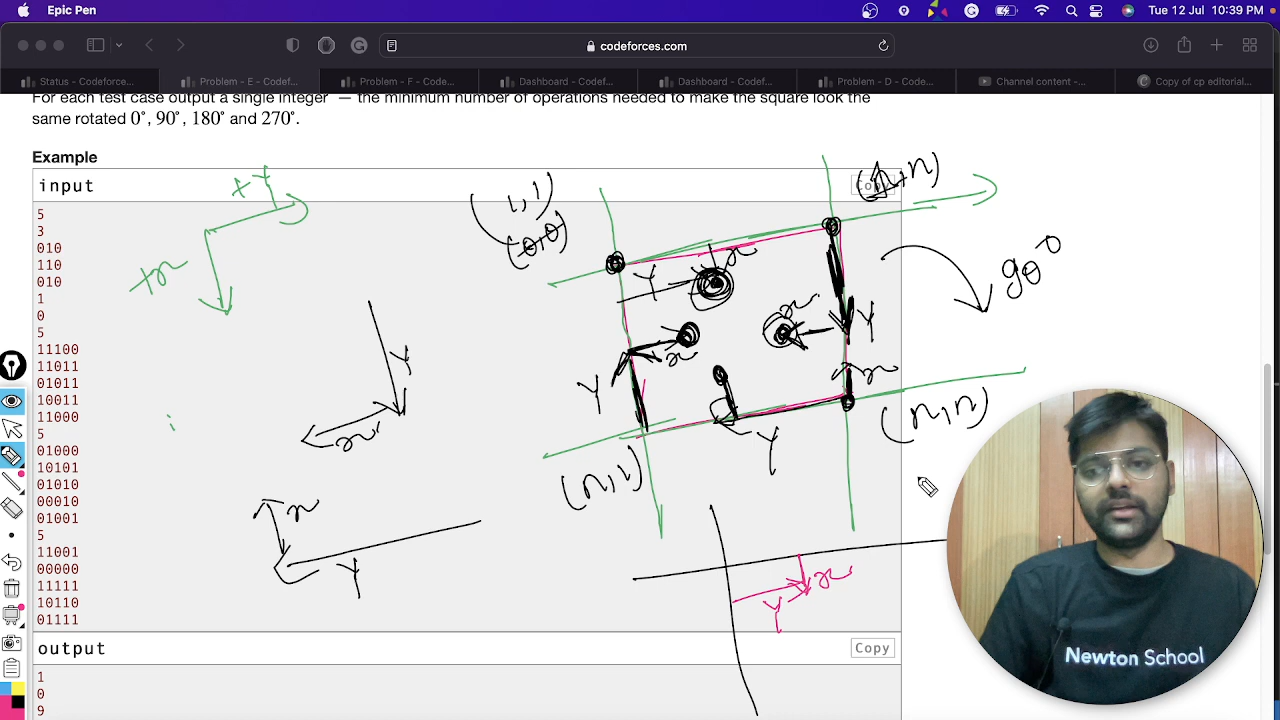 Epic Pen
Tue 12 Jul 10:39 PM
codeforces.com
Status - Codeforce...
Problem - E - Codef...
Problem - F - Code...
Dashboard - Codef...
Dashboard - Codef...
Problem - D - Codef...
Channel content -...
Copy of cp editorial...
For each test case output a single integer — the minimum number of operations needed to make the square look the
same rotated 0°, 90°, 180° and 270°.
Example
input
5
3
010
110
010
1
0
5
11100
11011
01011
10011
11000
5
01000
10101
01010
00010
01001
5
11001
00000
11111
10110
01111
output
Copy
1
0
9
+Y
+x
(1,1)
(0,0)
90°
Y
x
x
Y
x
Y
x
Y
(n,n)
Y
x
x
Y
Y
x
Newton School